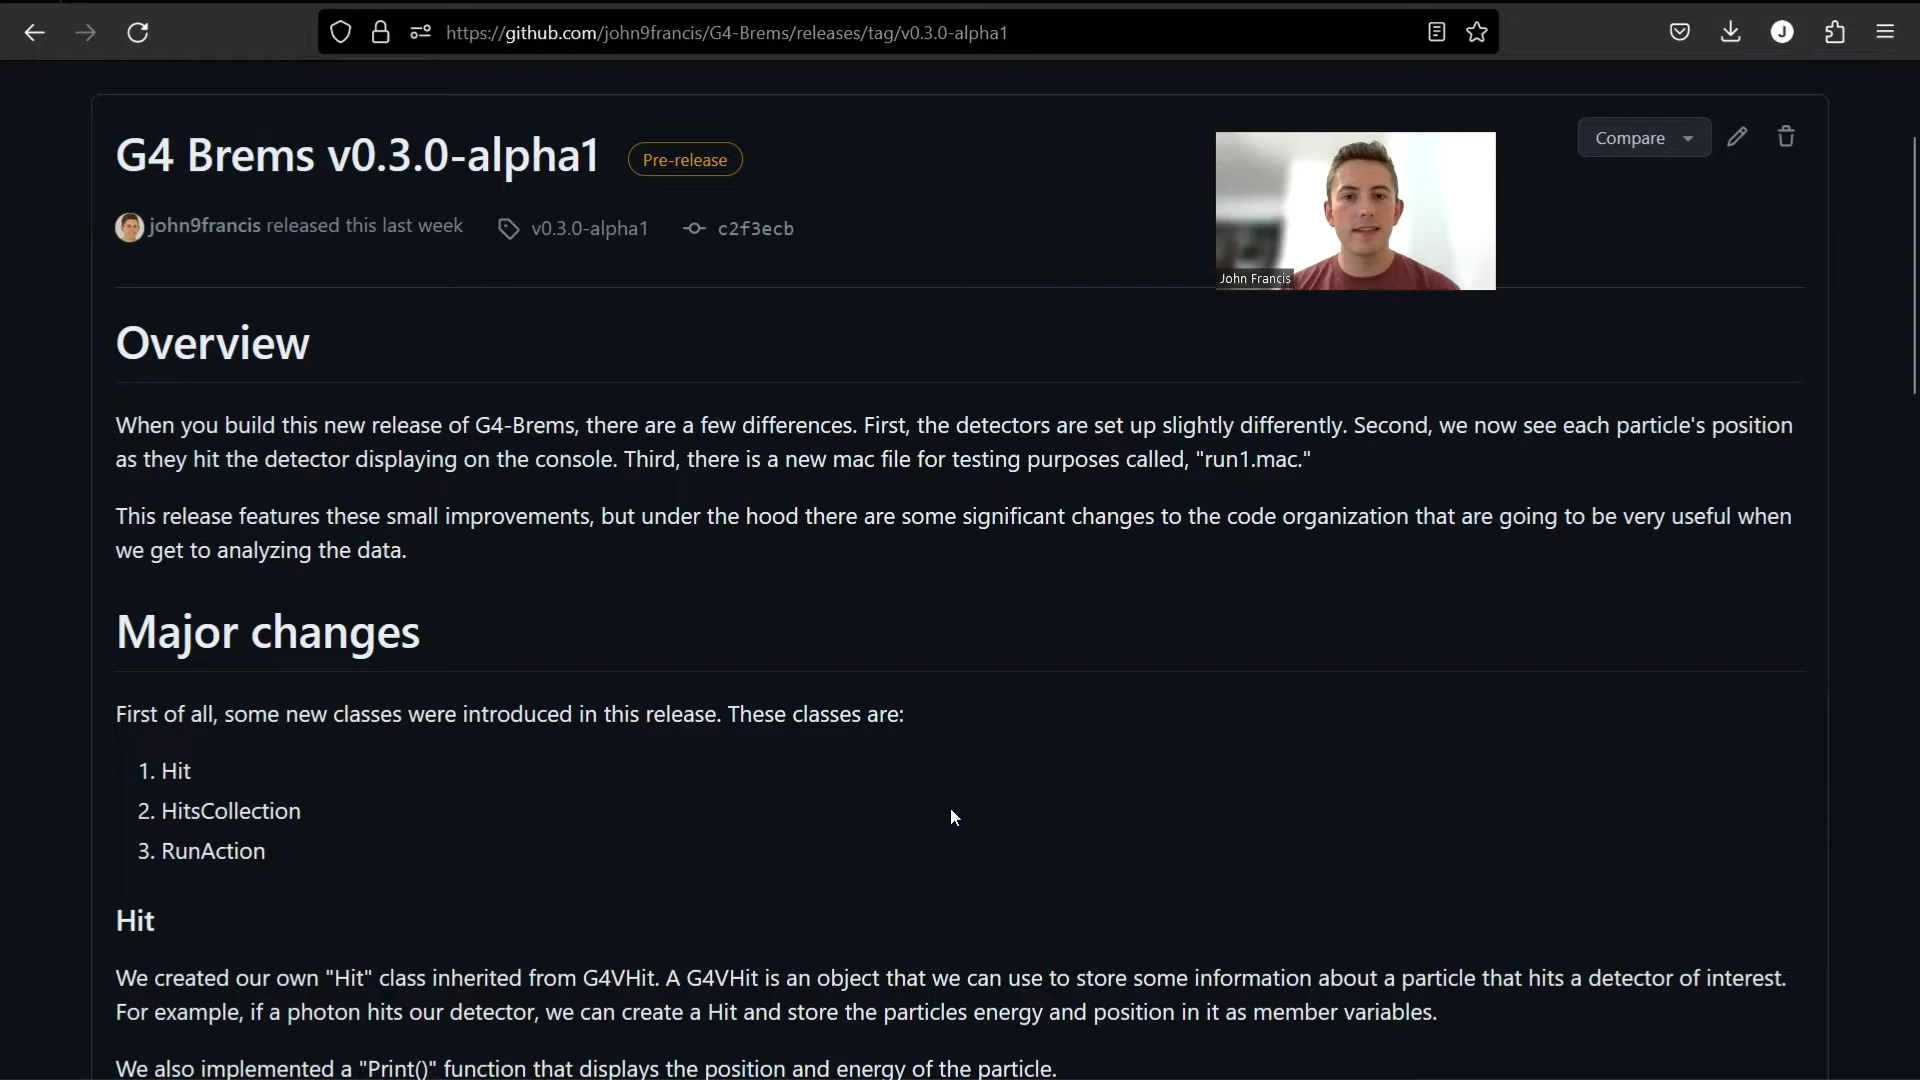 https://github.com/john9francis/G4-Brems/releases/tag/v0.3.0-alpha1
J
G4 Brems v0.3.0-alpha1
Pre-release
Compare
john9francis released this last week
v0.3.0-alpha1
c2f3ecb
John Francis
Overview
When you build this new release of G4-Brems, there are a few differences. First, the detectors are set up slightly differently. Second, we now see each particle's position
as they hit the detector displaying on the console. Third, there is a new mac file for testing purposes called, "run1.mac."
This release features these small improvements, but under the hood there are some significant changes to the code organization that are going to be very useful when
we get to analyzing the data.
Major changes
First of all, some new classes were introduced in this release. These classes are:
1. Hit
2. HitsCollection
3. RunAction
Hit
We created our own "Hit" class inherited from G4VHit. A G4VHit is an object that we can use to store some information about a particle that hits a detector of interest.
For example, if a photon hits our detector, we can create a Hit and store the particles energy and position in it as member variables.
We also implemented a "Print()" function that displays the position and energy of the particle.